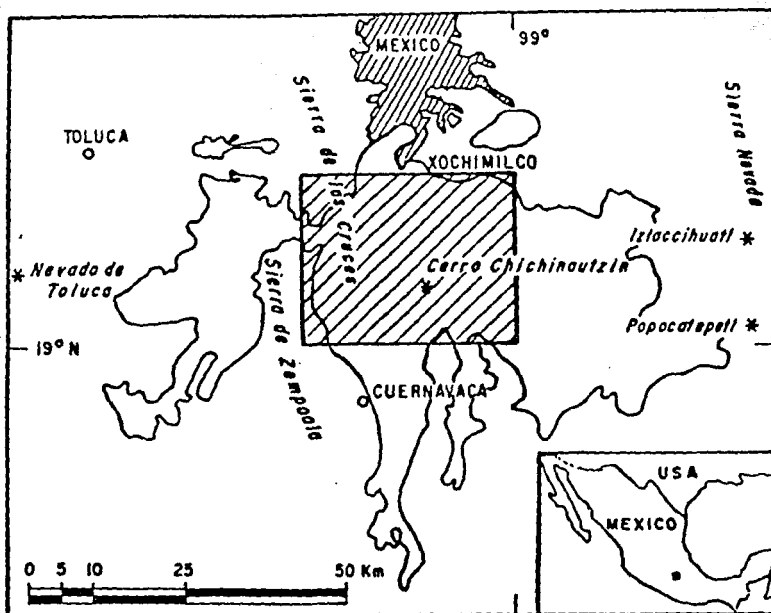 99°
MEXICO
TOLUCA
Sierra de las Cruces
XOCHIMILCO
Sierra Nevada
Iztaccihuatl
Nevado de
Toluca
Cerro Chichinautzin
Popocatepetl
19° N
Sierra de Zempoala
CUERNAVACA
USA
MEXICO
0 5 10 25 50 Km